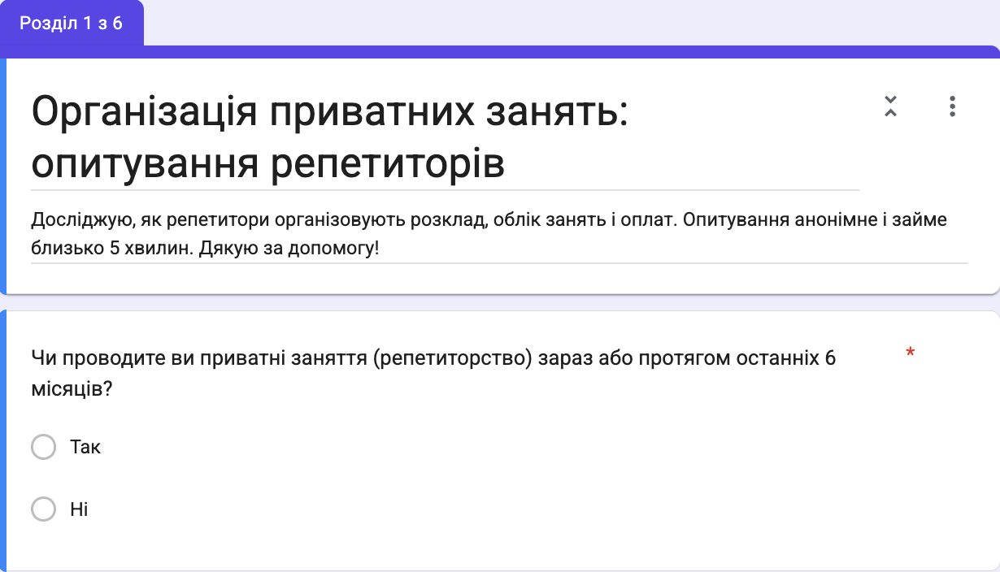 Розділ 1 з 6
Організація приватних занять:
опитування репетиторів
Досліджую, як репетитори організовують розклад, облік занять і оплат. Опитування анонімне і займе
близько 5 хвилин. Дякую за допомогу!
Чи проводите ви приватні заняття (репетиторство) зараз або протягом останніх 6 *
місяців?
Так
Ні